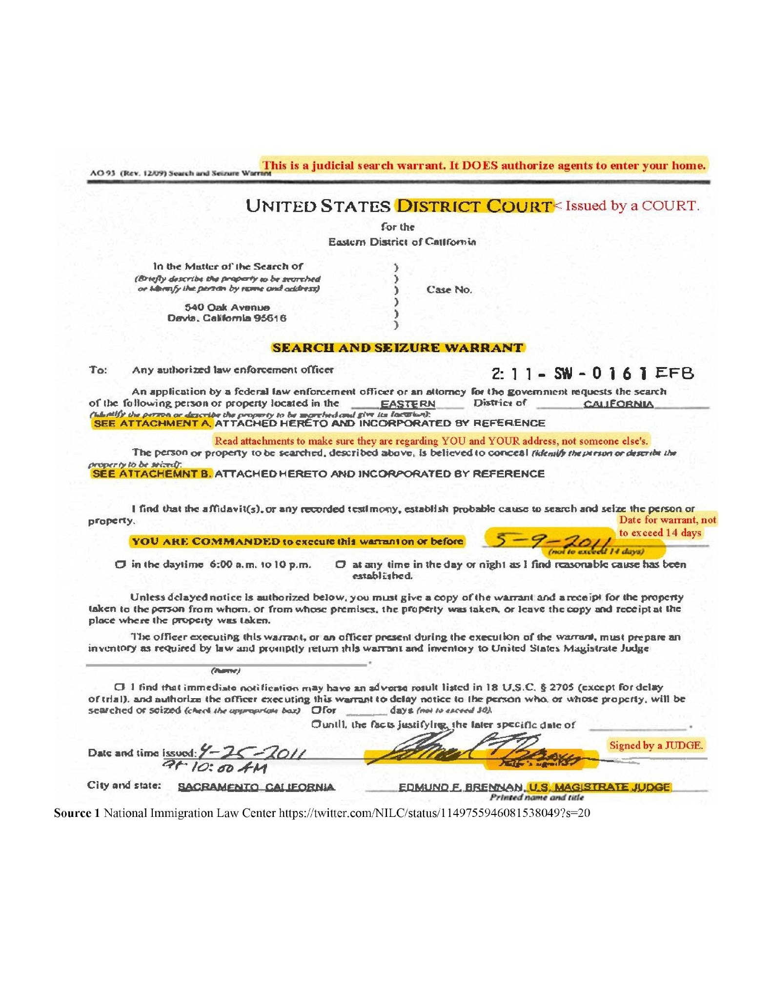 This is a judicial search warrant. It DOES authorize agents to enter your home.
AO 93 (Rev. 12/09) Search and Seizure Warrant
UNITED STATES DISTRICT COURT < Issued by a COURT.
for the
Eastern District of California
In the Matter of the Search of
(Briefly describe the property to be searched
or identify the person by name and address)
Case No.
540 Oak Avenue
Davis, California 95616
)
)
)
)
)
)
SEARCH AND SEIZURE WARRANT
To: Any authorized law enforcement officer
2: 11 - SW - 0161 EFB
An application by a federal law enforcement officer or an attorney for the government requests the search
of the following person or property located in the EASTERN District of CALIFORNIA
(identify the person or describe the property to be searched and give its location):
SEE ATTACHMENT A, ATTACHED HERETO AND INCORPORATED BY REFERENCE
Read attachments to make sure they are regarding YOU and YOUR address, not someone else's.
The person or property to be searched, described above, is believed to conceal (identify the person or describe the
property to be seized):
SEE ATTACHEMNT B. ATTACHED HERETO AND INCORPORATED BY REFERENCE
I find that the affidavit(s), or any recorded testimony, establish probable cause to search and seize the person or
property.
Date for warrant, not
to exceed 14 days
YOU ARE COMMANDED to execute this warrant on or before 5-9-2011
(not to exceed 14 days)
in the daytime 6:00 a.m. to 10 p.m. at any time in the day or night as I find reasonable cause has been
established.
Unless delayed notice is authorized below, you must give a copy of the warrant and a receipt for the property
taken to the person from whom, or from whose premises, the property was taken, or leave the copy and receipt at the
place where the property was taken.
The officer executing this warrant, or an officer present during the execution of the warrant, must prepare an
inventory as required by law and promptly return this warrant and inventory to United States Magistrate Judge
.
(name)
I find that immediate notification may have an adverse result listed in 18 U.S.C. § 2705 (except for delay
of trial), and authorize the officer executing this warrant to delay notice to the person who, or whose property, will be
searched or seized (check the appropriate box) for days (not to exceed 30).
until, the facts justifying, the later specific date of .
Signed by a JUDGE.
Date and time issued: 4-25-2011
at 10:00 AM
Judge's signature
City and state: SACRAMENTO CALIFORNIA EDMUND F. BRENNAN, U.S. MAGISTRATE JUDGE
Printed name and title
Source 1 National Immigration Law Center https://twitter.com/NILC/status/1149755946081538049?s=20